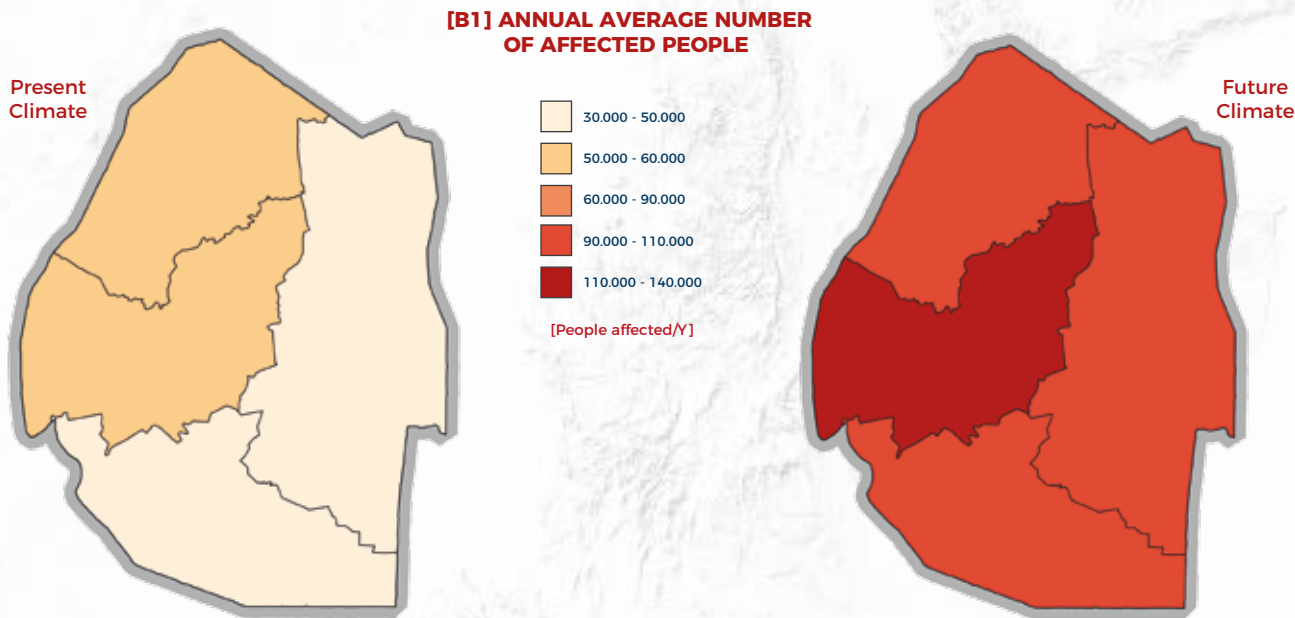 [B1] ANNUAL AVERAGE NUMBER
OF AFFECTED PEOPLE
Present
Climate
30.000 - 50.000
50.000 - 60.000
60.000 - 90.000
90.000 - 110.000
110.000 - 140.000
[People affected/Y]
Future
Climate